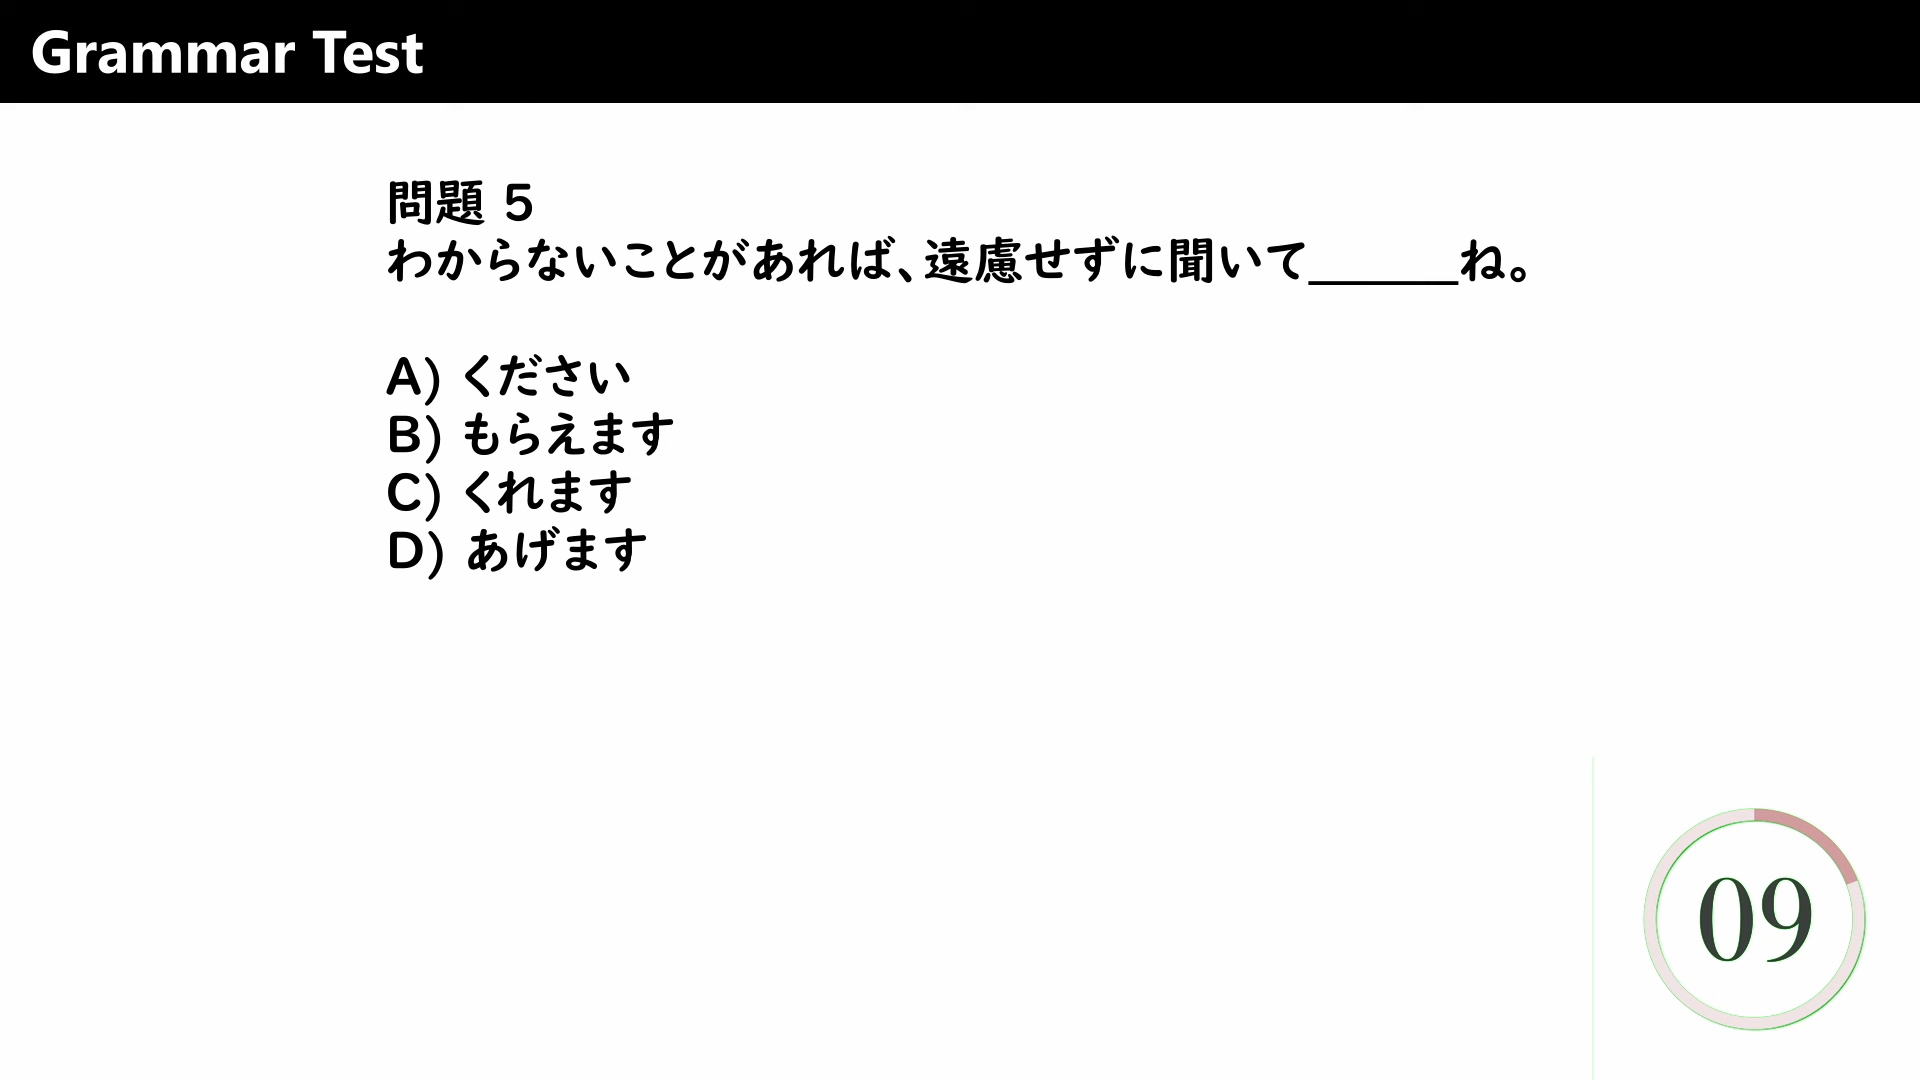 Grammar Test
問題 5
わからないことがあれば、遠慮せずに聞いて______ね。
A) ください
B) もらえます
C) くれます
D) あげます
09